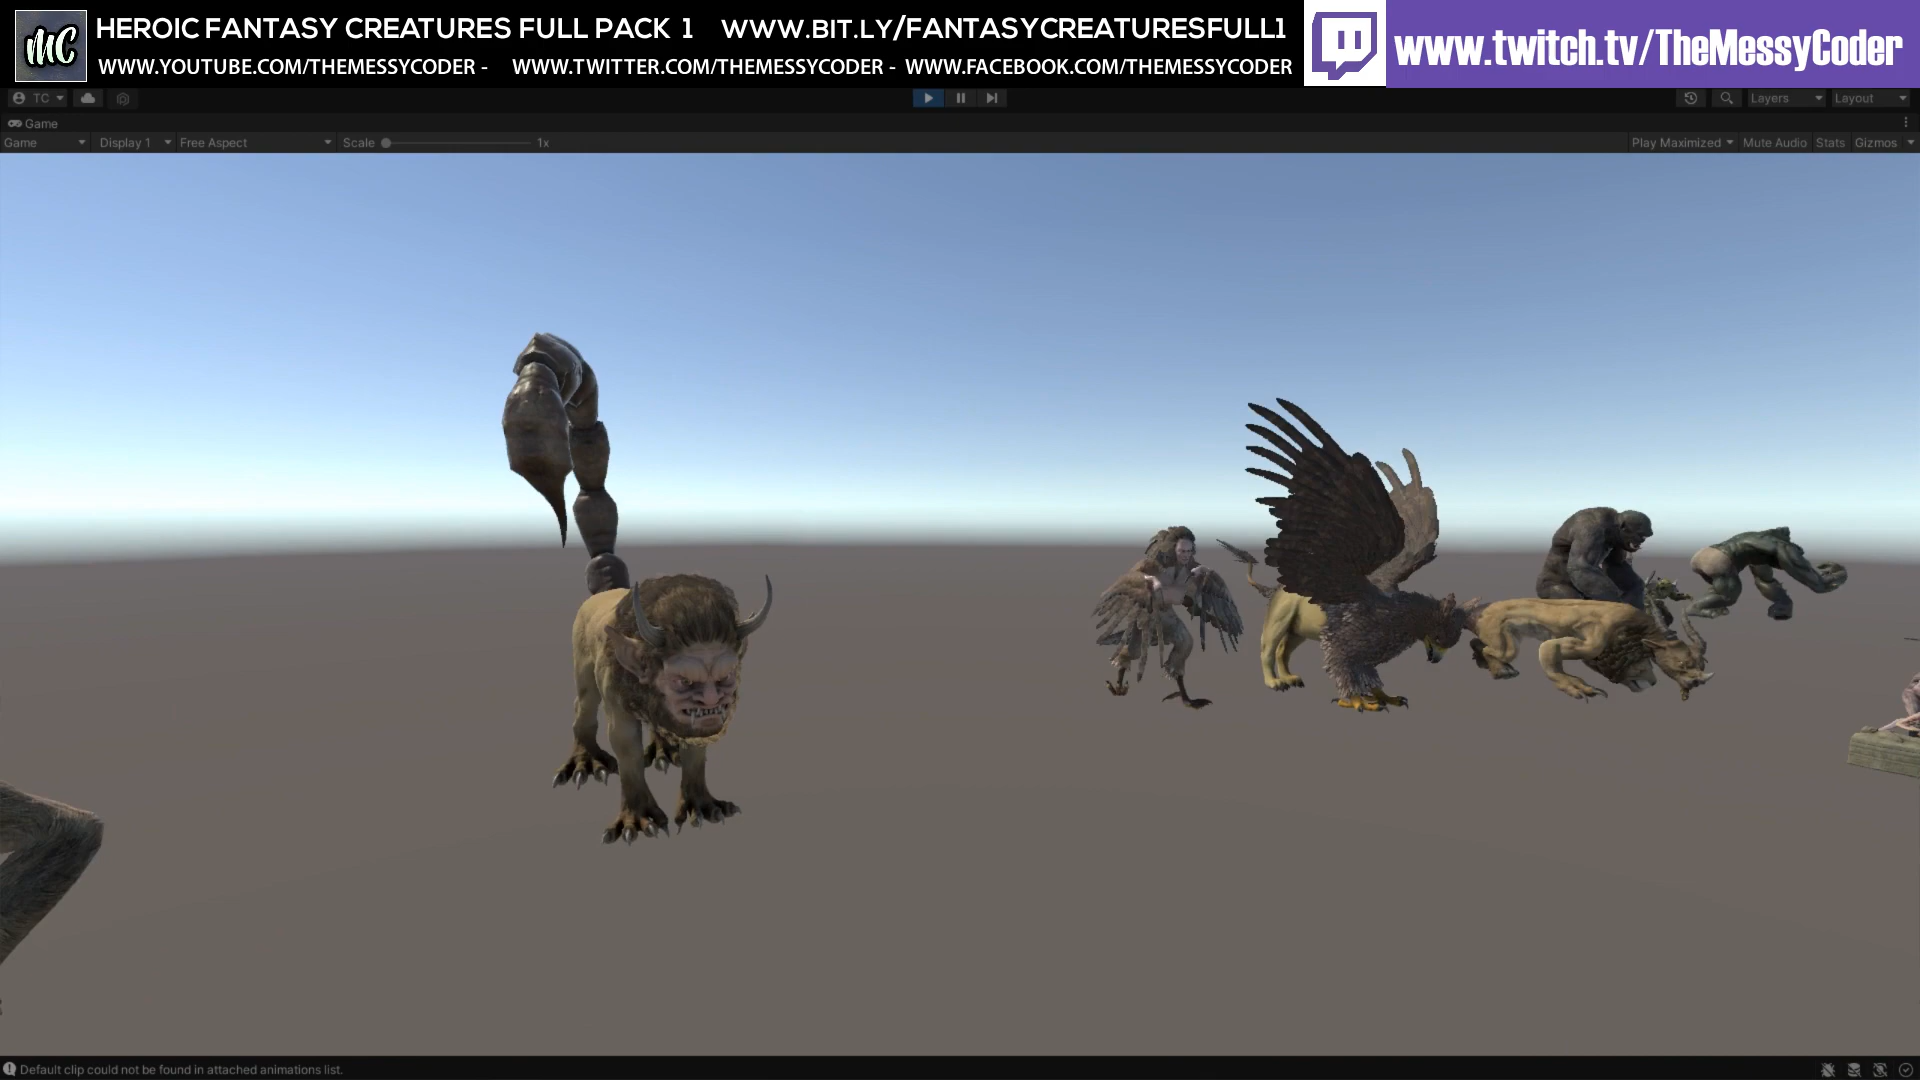 MC
HEROIC FANTASY CREATURES FULL PACK 1 WWW.BIT.LY/FANTASYCREATURESFULL1
WWW.YOUTUBE.COM/THEMESSYCODER - WWW.TWITTER.COM/THEMESSYCODER - WWW.FACEBOOK.COM/THEMESSYCODER
www.twitch.tv/TheMessyCoder
TC
Layers
Layout
Game
Game
Display 1
Free Aspect
Scale
1x
Play Maximized
Mute Audio
Stats
Gizmos
Default clip could not be found in attached animations list.